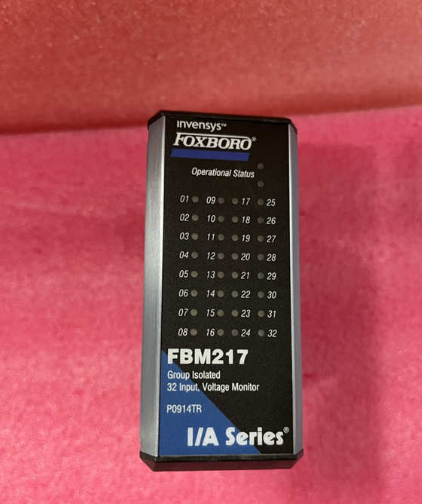 invensys™
FOXBORO®
Operational Status
01 09 17 25
02 10 18 26
03 11 19 27
04 12 20 28
05 13 21 29
06 14 22 30
07 15 23 31
08 16 24 32
FBM217
Group Isolated
32 Input, Voltage Monitor
P0914TR
I/A Series®